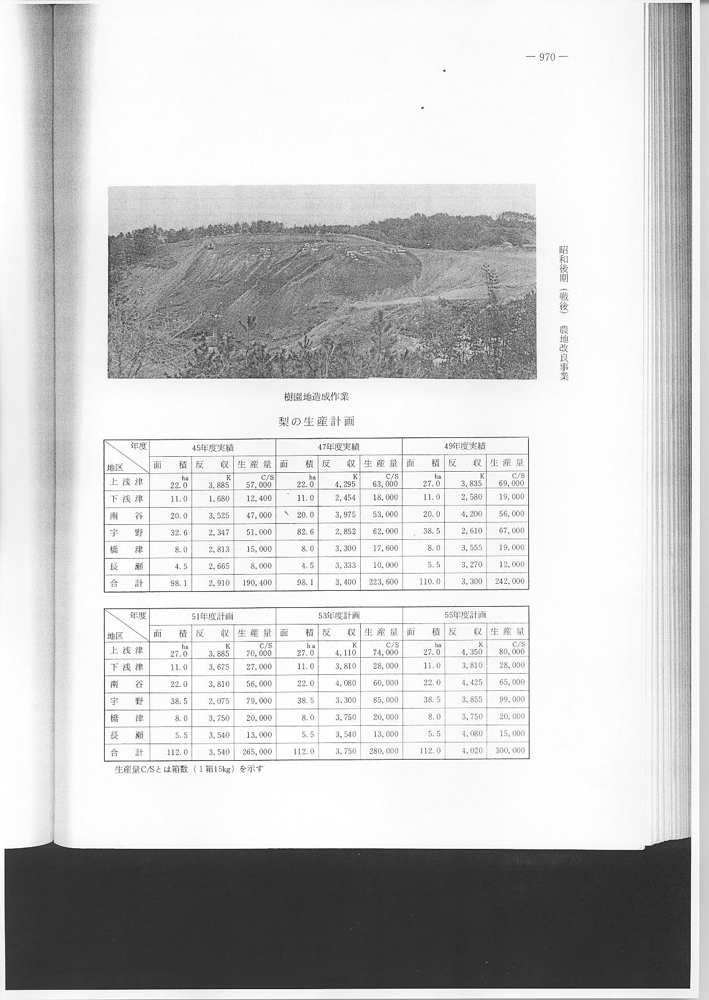 — 970 —
昭和後期（戦後） 農地改良事業
樹園地造成作業
梨の生産計画
年度 45年度実績 47年度実績 49年度実績
地区 面積 反収 生産量 面積 反収 生産量 面積 反収 生産量
ha K C/S ha K C/S ha K C/S
上浅津 22.0 3,885 57,000 22.0 4,295 63,000 27.0 3,835 69,000
下浅津 11.0 1,680 12,400 11.0 2,454 18,000 11.0 2,580 19,000
南谷 20.0 3,525 47,000 20.0 3,975 53,000 20.0 4,200 56,000
宇野 32.6 2,347 51,000 82.6 2,852 62,000 38.5 2,610 67,000
橋津 8.0 2,813 15,000 8.0 3,300 17,600 8.0 3,555 19,000
長瀬 4.5 2,665 8,000 4.5 3,333 10,000 5.5 3,270 12,000
合計 98.1 2,910 190,400 98.1 3,400 223,600 110.0 3,300 242,000
年度 51年度計画 53年度計画 55年度計画
地区 面積 反収 生産量 面積 反収 生産量 面積 反収 生産量
ha K C/S ha K C/S ha K C/S
上浅津 27.0 3,885 70,000 27.0 4,110 74,000 27.0 4,350 80,000
下浅津 11.0 3,675 27,000 11.0 3,810 28,000 11.0 3,810 28,000
南谷 22.0 3,810 56,000 22.0 4,080 60,000 22.0 4,425 65,000
宇野 38.5 2,075 79,000 38.5 3,300 85,000 38.5 3,855 99,000
橋津 8.0 3,750 20,000 8.0 3,750 20,000 8.0 3,750 20,000
長瀬 5.5 3,540 13,000 5.5 3,540 13,000 5.5 4,080 15,000
合計 112.0 3,540 265,000 112.0 3,750 280,000 112.0 4,020 300,000
生産量C/Sとは箱数（1箱15kg）を示す